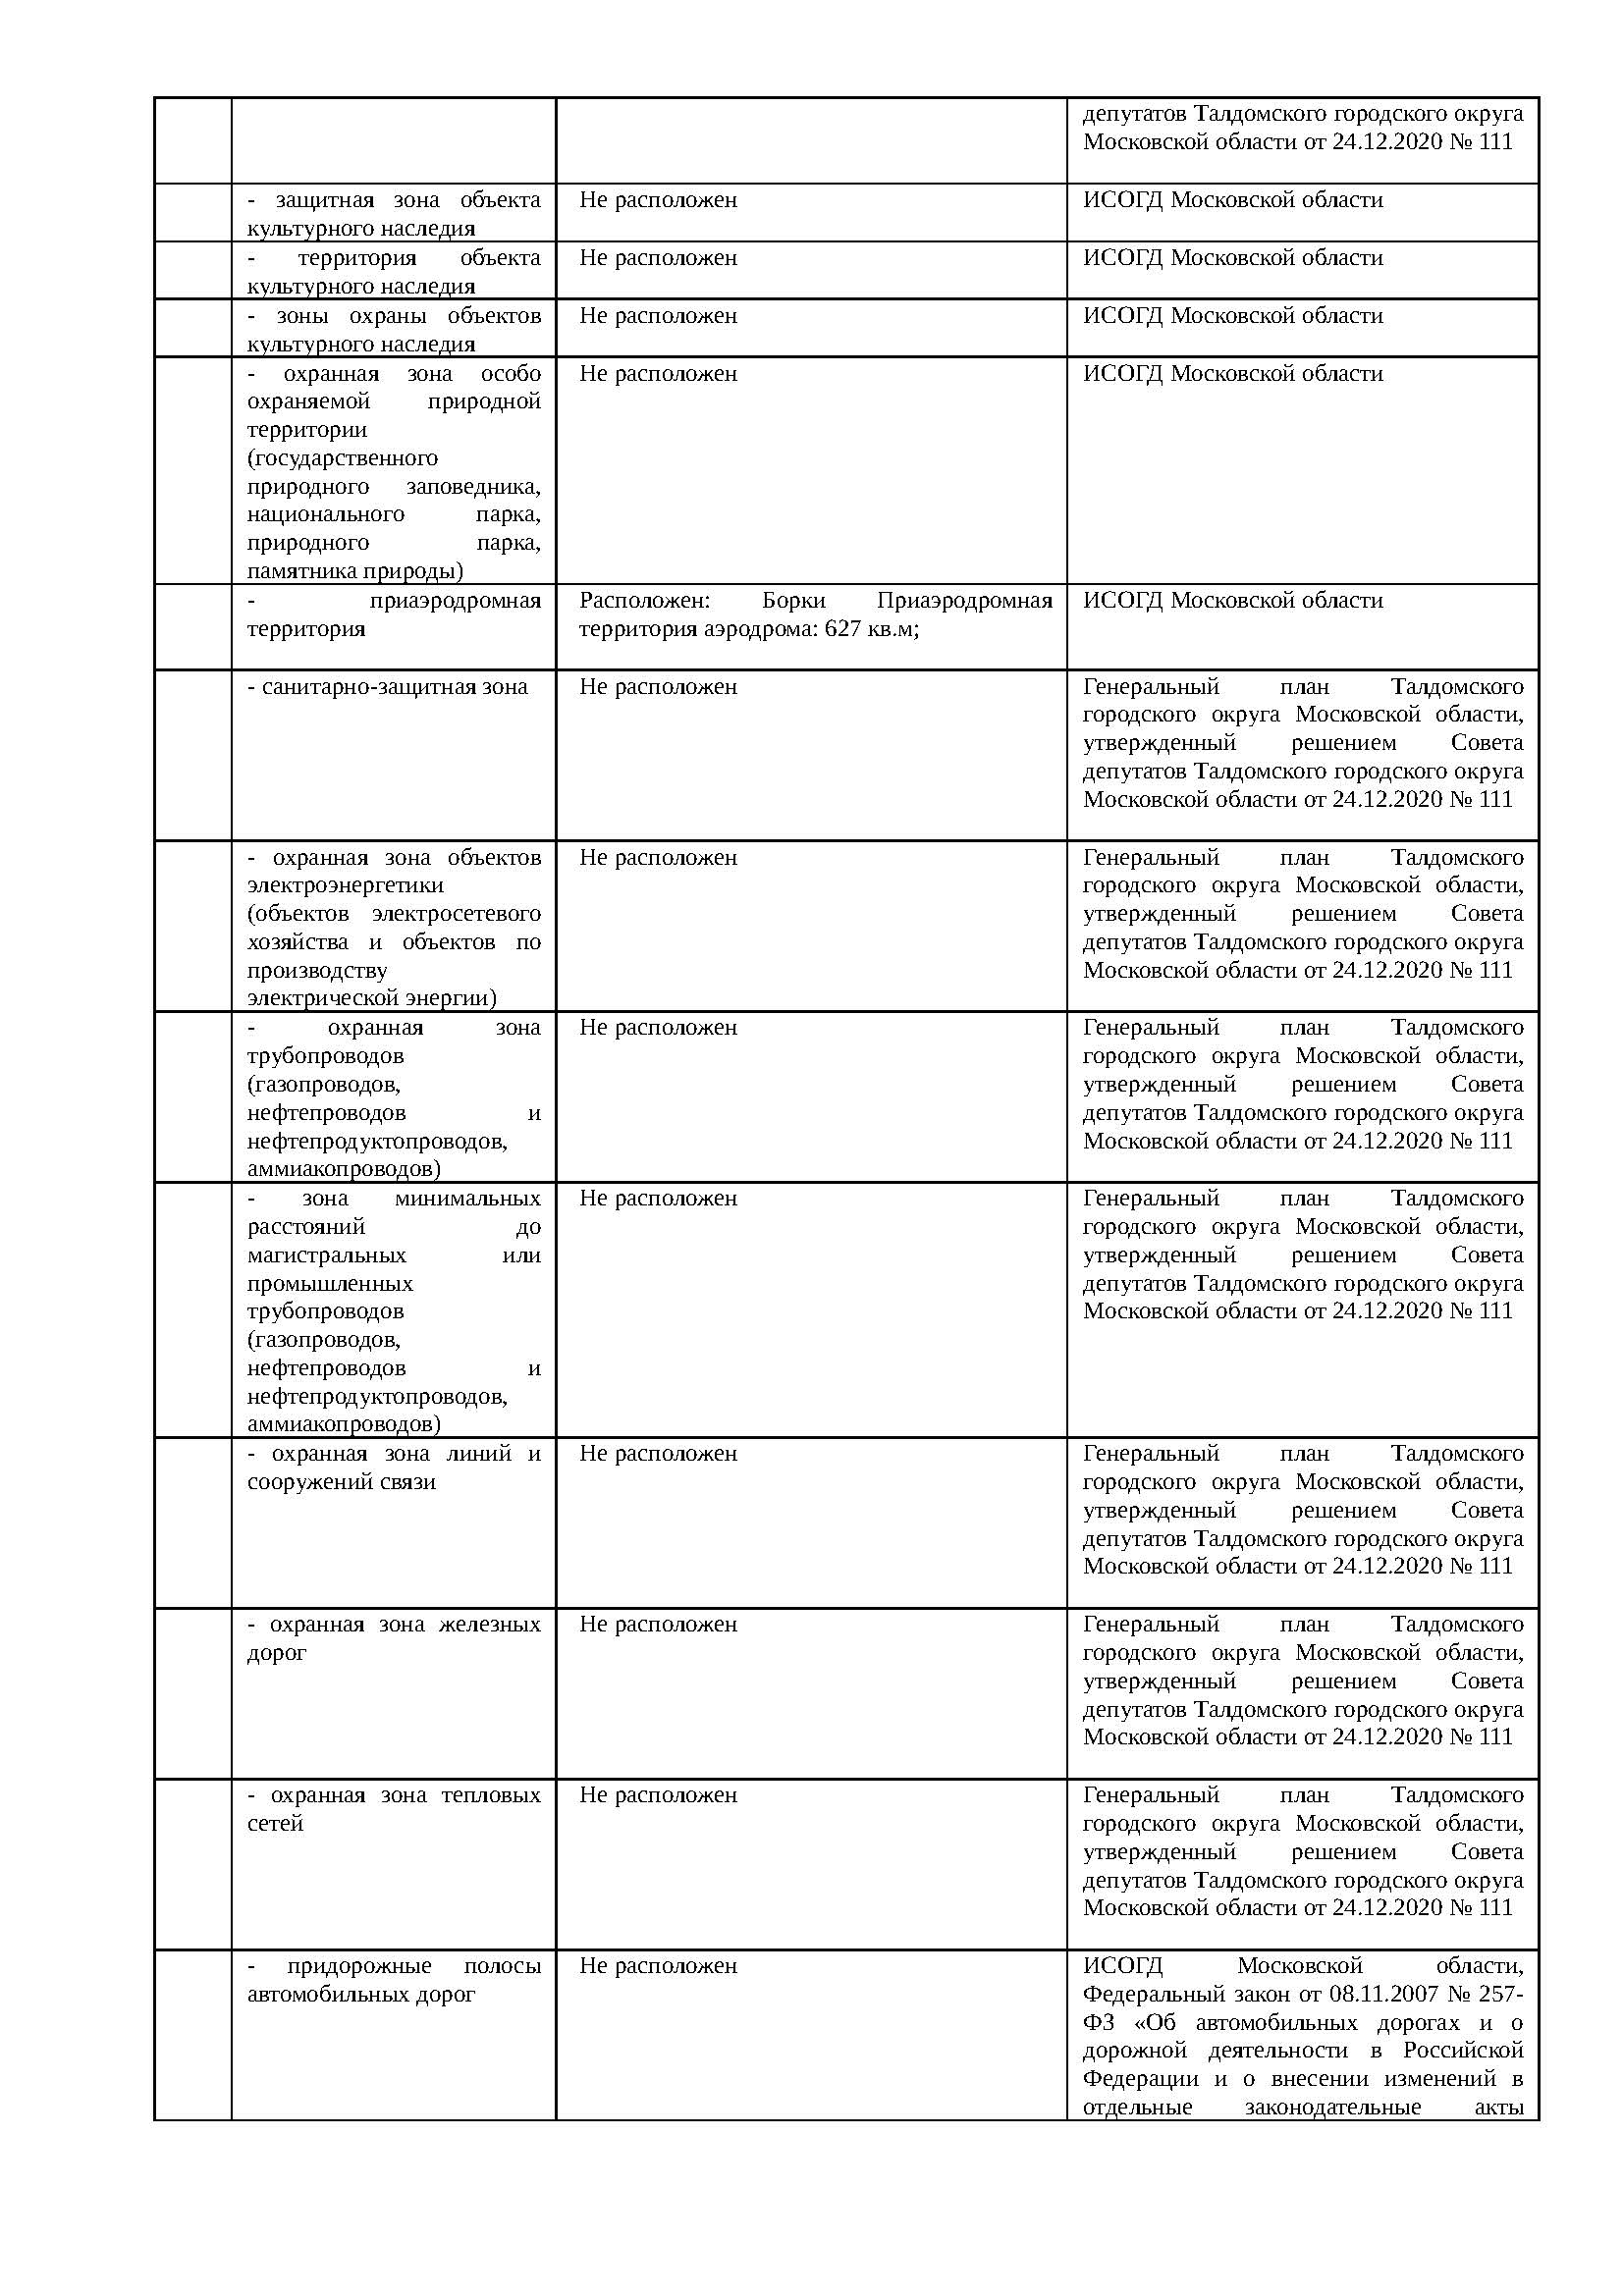 депутатов Талдомского городского округа
Московской области от 24.12.2020 № 111
- защитная зона объекта
культурного наследия
Не расположен
ИСОГД Московской области
- территория объекта
культурного наследия
Не расположен
ИСОГД Московской области
- зоны охраны объектов
культурного наследия
Не расположен
ИСОГД Московской области
- охранная зона особо
охраняемой природной
территории
(государственного
природного заповедника,
национального парка,
природного парка,
памятника природы)
Не расположен
ИСОГД Московской области
- приаэродромная
территория
Расположен: Борки Приаэродромная
территория аэродрома: 627 кв.м;
ИСОГД Московской области
- санитарно-защитная зона
Не расположен
Генеральный план Талдомского
городского округа Московской области,
утвержденный решением Совета
депутатов Талдомского городского округа
Московской области от 24.12.2020 № 111
- охранная зона объектов
электроэнергетики
(объектов электросетевого
хозяйства и объектов по
производству
электрической энергии)
Не расположен
Генеральный план Талдомского
городского округа Московской области,
утвержденный решением Совета
депутатов Талдомского городского округа
Московской области от 24.12.2020 № 111
- охранная зона
трубопроводов
(газопроводов,
нефтепроводов и
нефтепродуктопроводов,
аммиакопроводов)
Не расположен
Генеральный план Талдомского
городского округа Московской области,
утвержденный решением Совета
депутатов Талдомского городского округа
Московской области от 24.12.2020 № 111
- зона минимальных
расстояний до
магистральных или
промышленных
трубопроводов
(газопроводов,
нефтепроводов и
нефтепродуктопроводов,
аммиакопроводов)
Не расположен
Генеральный план Талдомского
городского округа Московской области,
утвержденный решением Совета
депутатов Талдомского городского округа
Московской области от 24.12.2020 № 111
- охранная зона линий и
сооружений связи
Не расположен
Генеральный план Талдомского
городского округа Московской области,
утвержденный решением Совета
депутатов Талдомского городского округа
Московской области от 24.12.2020 № 111
- охранная зона железных
дорог
Не расположен
Генеральный план Талдомского
городского округа Московской области,
утвержденный решением Совета
депутатов Талдомского городского округа
Московской области от 24.12.2020 № 111
- охранная зона тепловых
сетей
Не расположен
Генеральный план Талдомского
городского округа Московской области,
утвержденный решением Совета
депутатов Талдомского городского округа
Московской области от 24.12.2020 № 111
- придорожные полосы
автомобильных дорог
Не расположен
ИСОГД Московской области,
Федеральный закон от 08.11.2007 № 257-
ФЗ «Об автомобильных дорогах и о
дорожной деятельности в Российской
Федерации и о внесении изменений в
отдельные законодательные акты